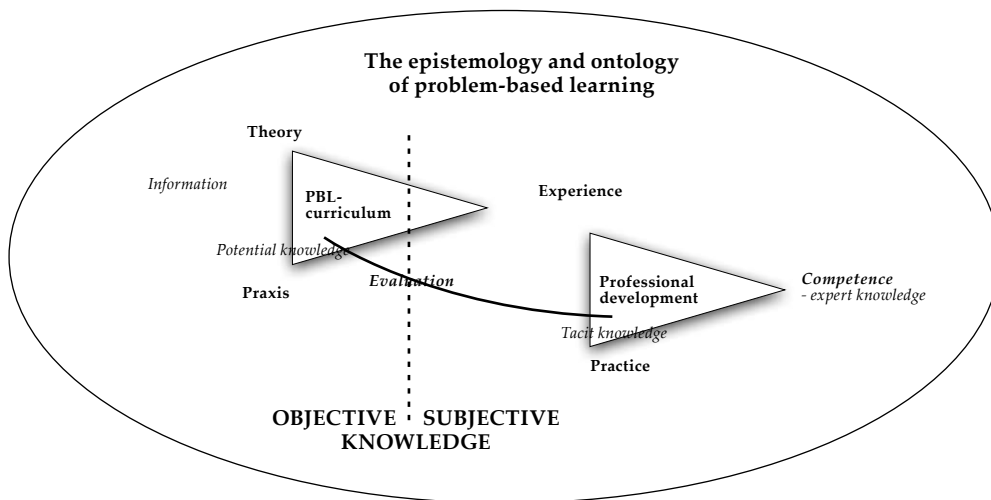 The epistemology and ontology
of problem-based learning
Theory
Information
PBL-
curriculum
Experience
Potential knowledge
Evaluation
Praxis
Professional
development
Competence
- expert knowledge
Tacit knowledge
Practice
OBJECTIVE SUBJECTIVE
KNOWLEDGE